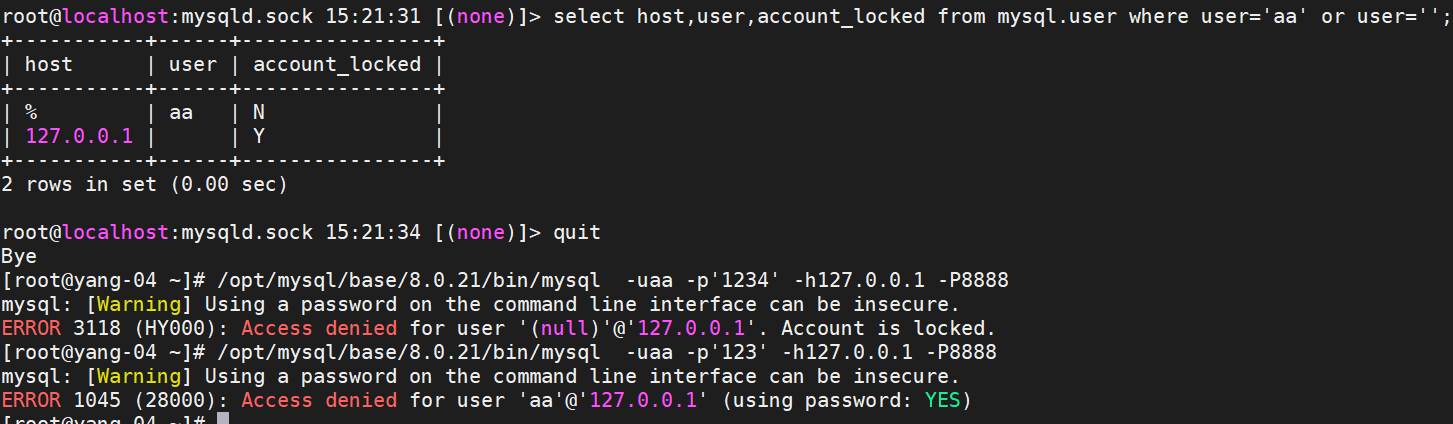 root@localhost:mysqld.sock 15:21:31 [(none)]> select host,user,account_locked from mysql.user where user='aa' or user='';
+-----------+------+----------------+
| host      | user | account_locked |
+-----------+------+----------------+
| %         | aa   | N              |
| 127.0.0.1 |      | Y              |
+-----------+------+----------------+
2 rows in set (0.00 sec)

root@localhost:mysqld.sock 15:21:34 [(none)]> quit
Bye
[root@yang-04 ~]# /opt/mysql/base/8.0.21/bin/mysql  -uaa -p'1234' -h127.0.0.1 -P8888
mysql: [Warning] Using a password on the command line interface can be insecure.
ERROR 3118 (HY000): Access denied for user '(null)'@'127.0.0.1'. Account is locked.
[root@yang-04 ~]# /opt/mysql/base/8.0.21/bin/mysql  -uaa -p'123' -h127.0.0.1 -P8888
mysql: [Warning] Using a password on the command line interface can be insecure.
ERROR 1045 (28000): Access denied for user 'aa'@'127.0.0.1' (using password: YES)
[root@yang-04 ~]#